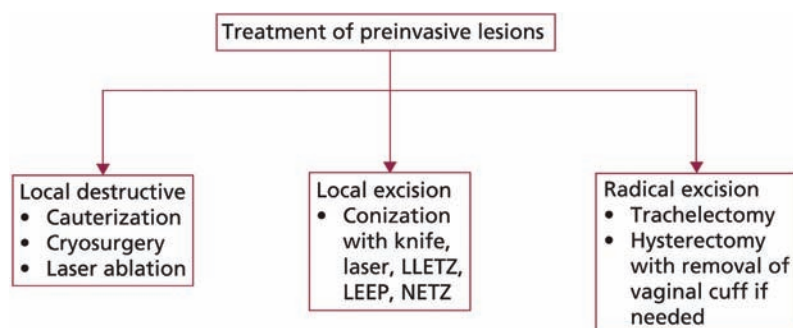 Treatment of preinvasive lesions
Local destructive
• Cauterization
• Cryosurgery
• Laser ablation
Local excision
• Conization
with knife,
laser, LLETZ,
LEEP, NETZ
Radical excision
• Trachelectomy
• Hysterectomy
with removal of
vaginal cuff if
needed